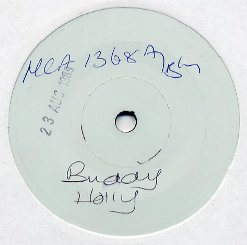 MCA 1368 A/B
23 AUG 1989
Buddy
Holly